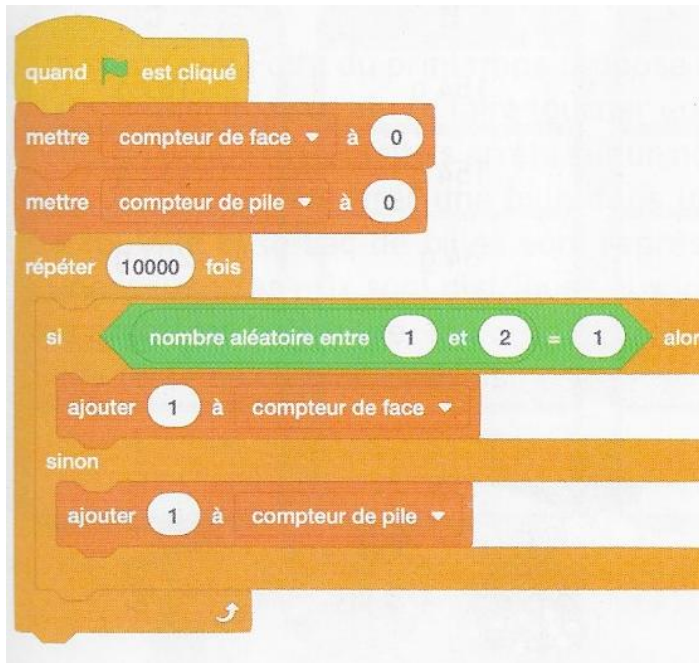 quand est cliqué
mettre compteur de face à 0
mettre compteur de pile à 0
répéter 10000 fois
si nombre aléatoire entre 1 et 2 = 1 alor
ajouter 1 à compteur de face
sinon
ajouter 1 à compteur de pile